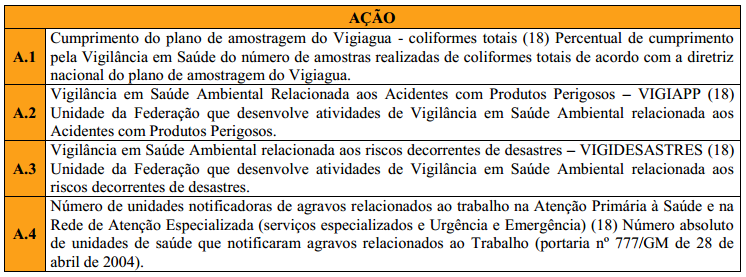 AÇÃO
A.1
Cumprimento do plano de amostragem do Vigiagua - coliformes totais (18) Percentual de cumprimento
pela Vigilância em Saúde do número de amostras realizadas de coliformes totais de acordo com a diretriz
nacional do plano de amostragem do Vigiagua.
A.2
Vigilância em Saúde Ambiental Relacionada aos Acidentes com Produtos Perigosos – VIGIAPP (18)
Unidade da Federação que desenvolve atividades de Vigilância em Saúde Ambiental relacionada aos
Acidentes com Produtos Perigosos.
A.3
Vigilância em Saúde Ambiental relacionada aos riscos decorrentes de desastres – VIGIDESASTRES (18)
Unidade da Federação que desenvolve atividades de Vigilância em Saúde Ambiental relacionada aos
riscos decorrentes de desastres.
A.4
Número de unidades notificadoras de agravos relacionados ao trabalho na Atenção Primária à Saúde e na
Rede de Atenção Especializada (serviços especializados e Urgência e Emergência) (18) Número absoluto
de unidades de saúde que notificaram agravos relacionados ao Trabalho (portaria nº 777/GM de 28 de
abril de 2004).